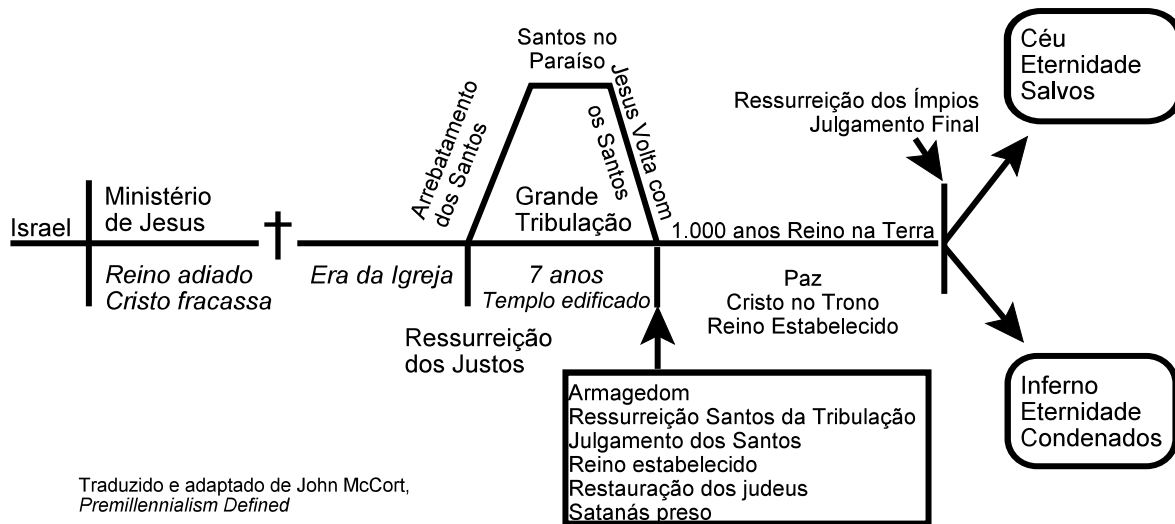 Israel
Ministério
de Jesus
Reino adiado
Cristo fracassa
Era da Igreja
Arrebatamento
dos Santos
Santos no
Paraíso
Jesus Volta com
os Santos
Grande
Tribulação
7 anos
Templo edificado
Ressurreição
dos Justos
1.000 anos Reino na Terra
Paz
Cristo no Trono
Reino Estabelecido
Ressurreição dos Ímpios
Julgamento Final
Céu
Eternidade
Salvos
Inferno
Eternidade
Condenados
Armagedom
Ressurreição Santos da Tribulação
Julgamento dos Santos
Reino estabelecido
Restauração dos judeus
Satanás preso
Traduzido e adaptado de John McCort,
Premillennialism Defined